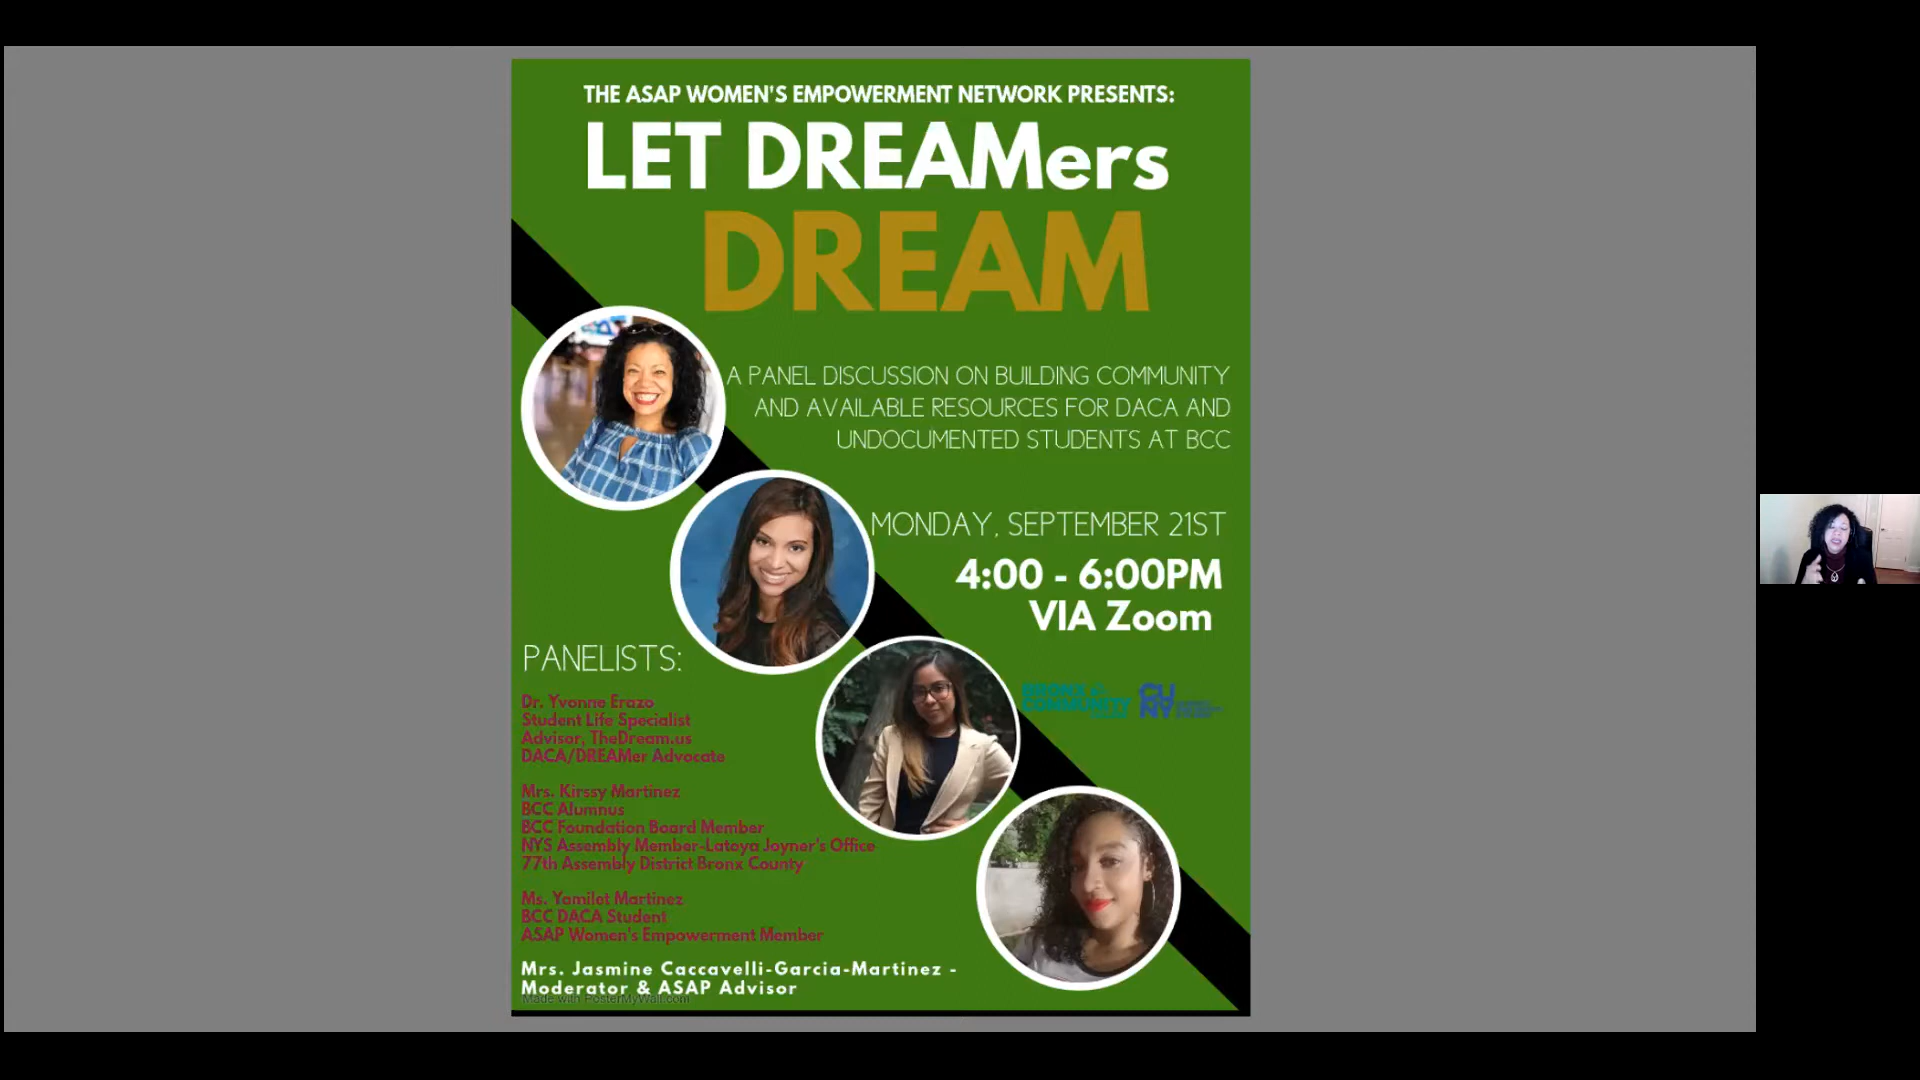 THE ASAP WOMEN'S EMPOWERMENT NETWORK PRESENTS:
LET DREAMers
DREAM
A PANEL DISCUSSION ON BUILDING COMMUNITY
AND AVAILABLE RESOURCES FOR DACA AND
UNDOCUMENTED STUDENTS AT BCC
MONDAY, SEPTEMBER 21ST
4:00 - 6:00PM
VIA Zoom
BRONX
COMMUNITY
CU
NY
PANELISTS:
Dr. Yvonne Erazo
Student Life Specialist
Advisor, TheDream.us
DACA/DREAMer Advocate
Mrs. Kirssy Martinez
BCC Alumnus
BCC Foundation Board Member
NYS Assembly Member-Latoya Joyner's Office
77th Assembly District Bronx County
Ms. Yamilet Martinez
BCC DACA Student
ASAP Women's Empowerment Member
Mrs. Jasmine Caccavelli-Garcia-Martinez -
Moderator & ASAP Advisor
Made with PosterMyWall.com